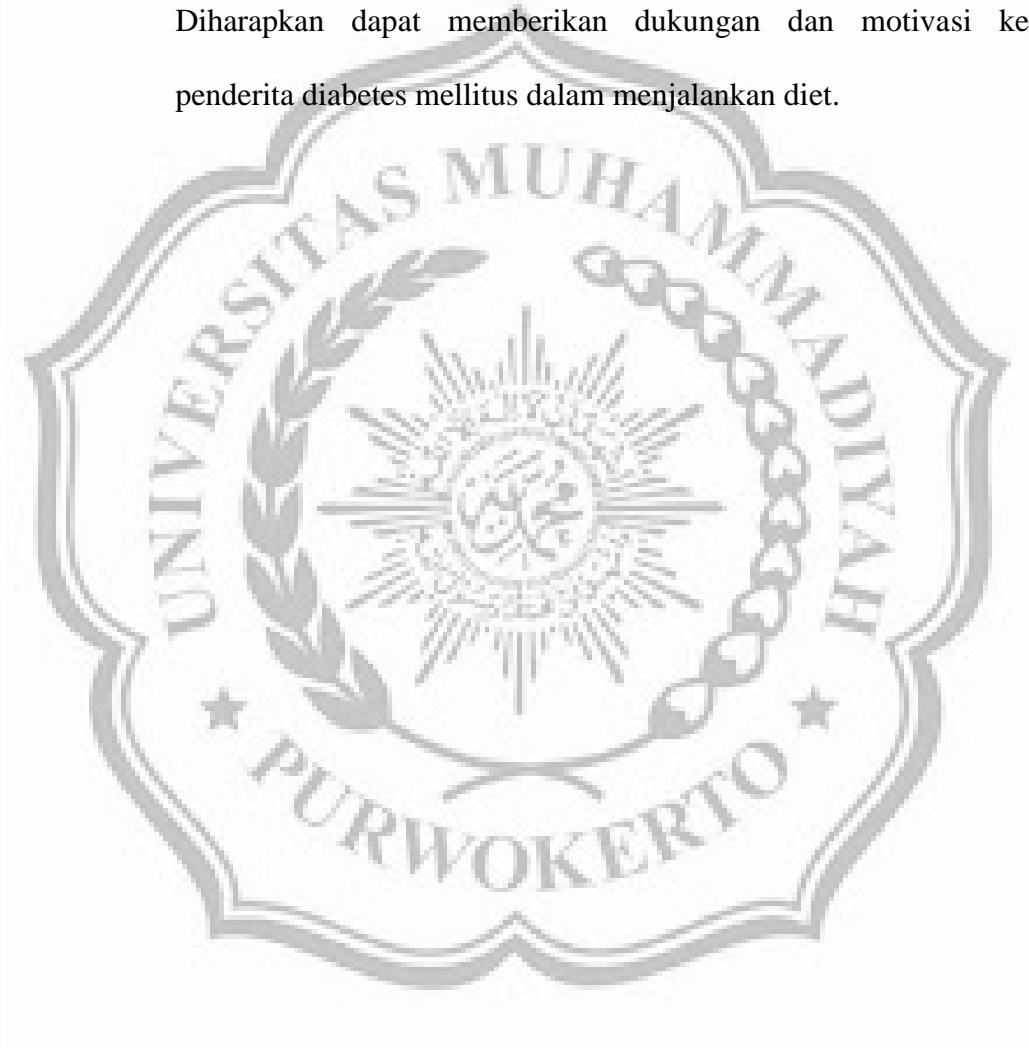 Diharapkan dapat memberikan dukungan dan motivasi ke
penderita diabetes mellitus dalam menjalankan diet.
UNIVERSITAS MUHAMMADIYAH
PURWOKERTO